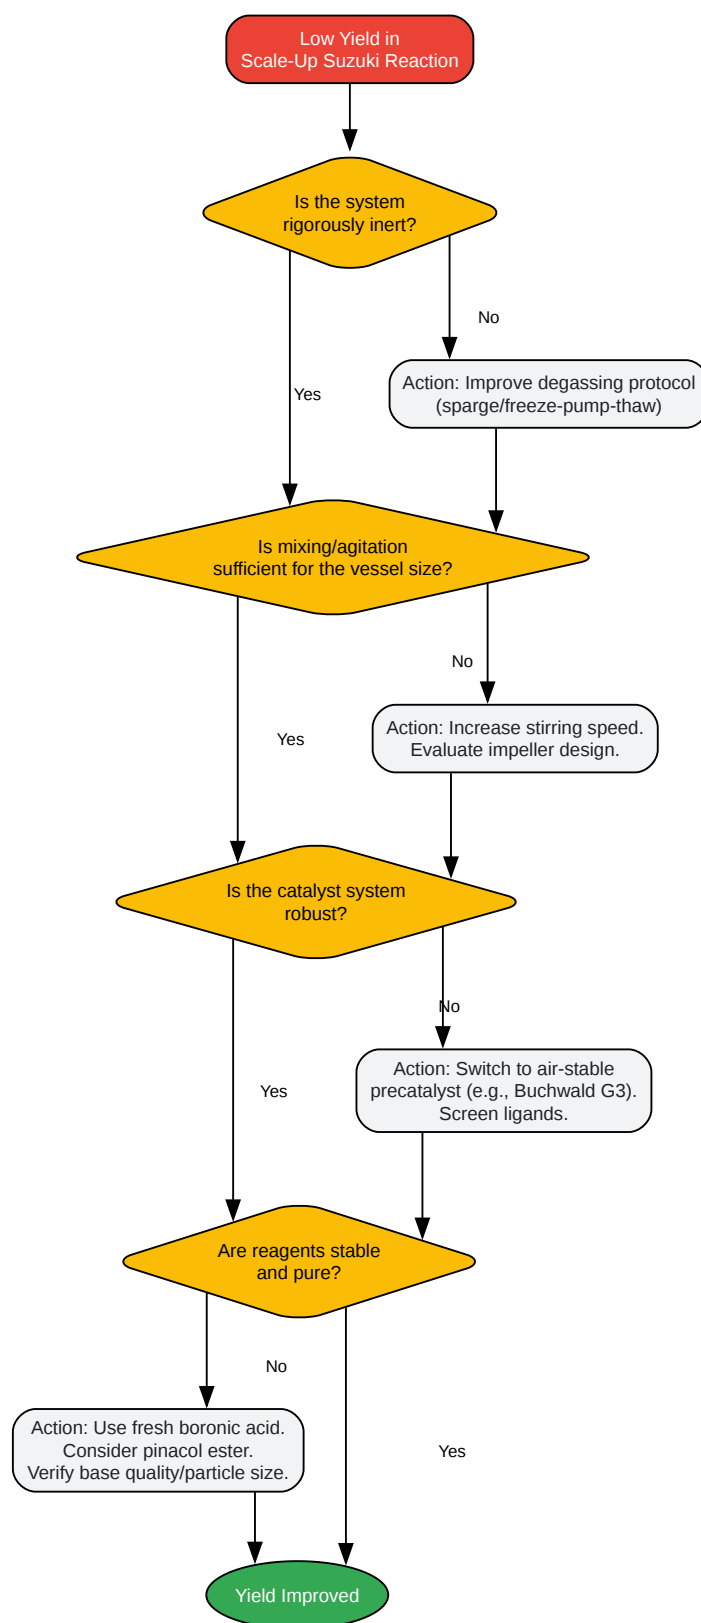 Low Yield in
Scale-Up Suzuki Reaction
Is the system
rigorously inert?
No
Action: Improve degassing protocol
(sparge/freeze-pump-thaw)
Yes
Is mixing/agitation
sufficient for the vessel size?
No
Action: Increase stirring speed.
Evaluate impeller design.
Yes
Is the catalyst system
robust?
No
Action: Switch to air-stable
precatalyst (e.g., Buchwald G3).
Screen ligands.
Yes
Are reagents stable
and pure?
No
Action: Use fresh boronic acid.
Consider pinacol ester.
Verify base quality/particle size.
Yes
Yield Improved